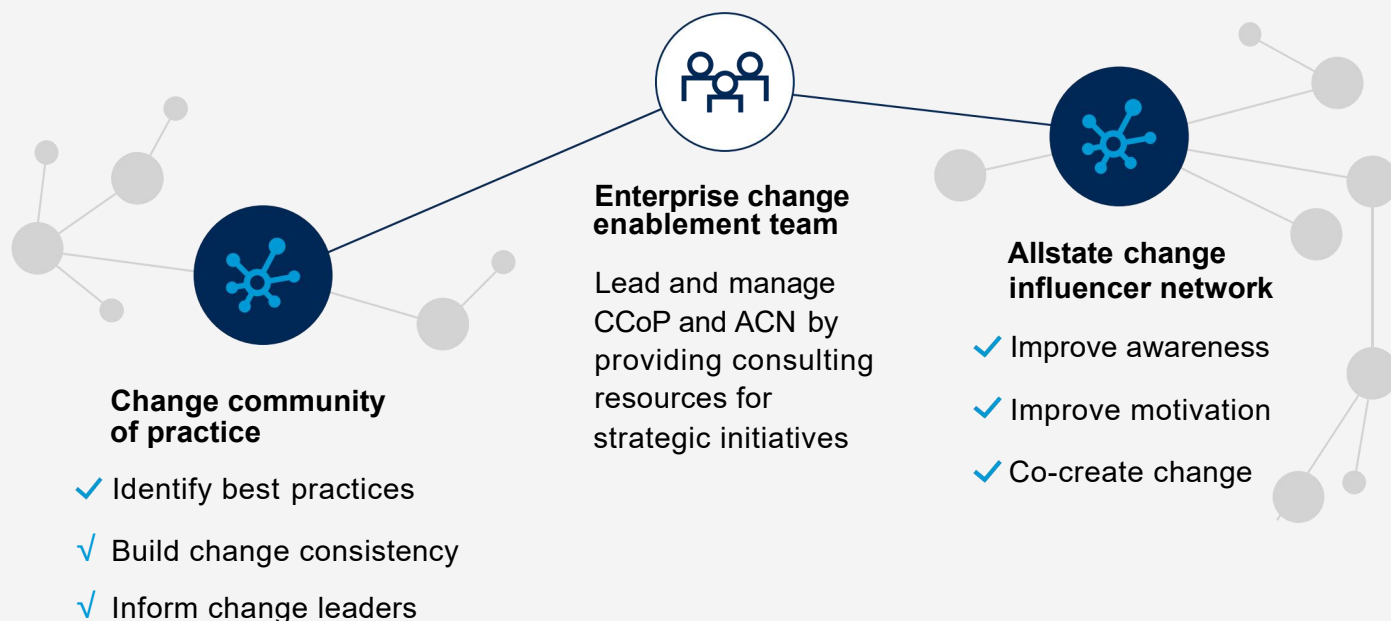 Change community
of practice
✓ Identify best practices
√ Build change consistency
√ Inform change leaders
Enterprise change
enablement team
Lead and manage
CCoP and ACN by
providing consulting
resources for
strategic initiatives
Allstate change
influencer network
✓ Improve awareness
✓ Improve motivation
✓ Co-create change